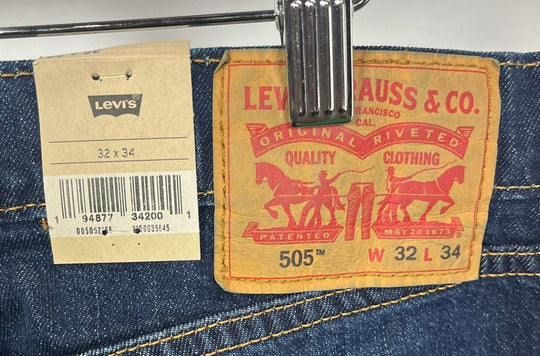 LEVI'S
32 x 34
1 94877 34200 1
LEV RAUSS & CO.
FRANCISCO
CAL.
ORIGINAL RIVETED
QUALITY CLOTHING
PATENTED MAY 20 1873
505™ W 32 L 34